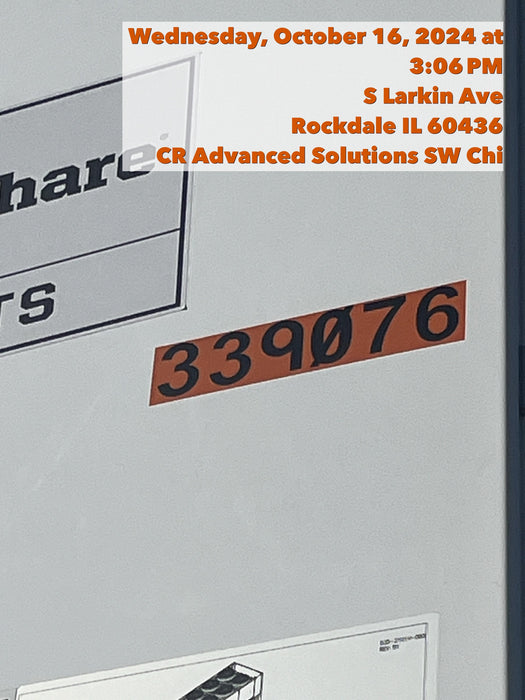 Wednesday, October 16, 2024 at
3:06 PM
S Larkin Ave
Rockdale IL 60436
CR Advanced Solutions SW Chi
hare
TS
339076